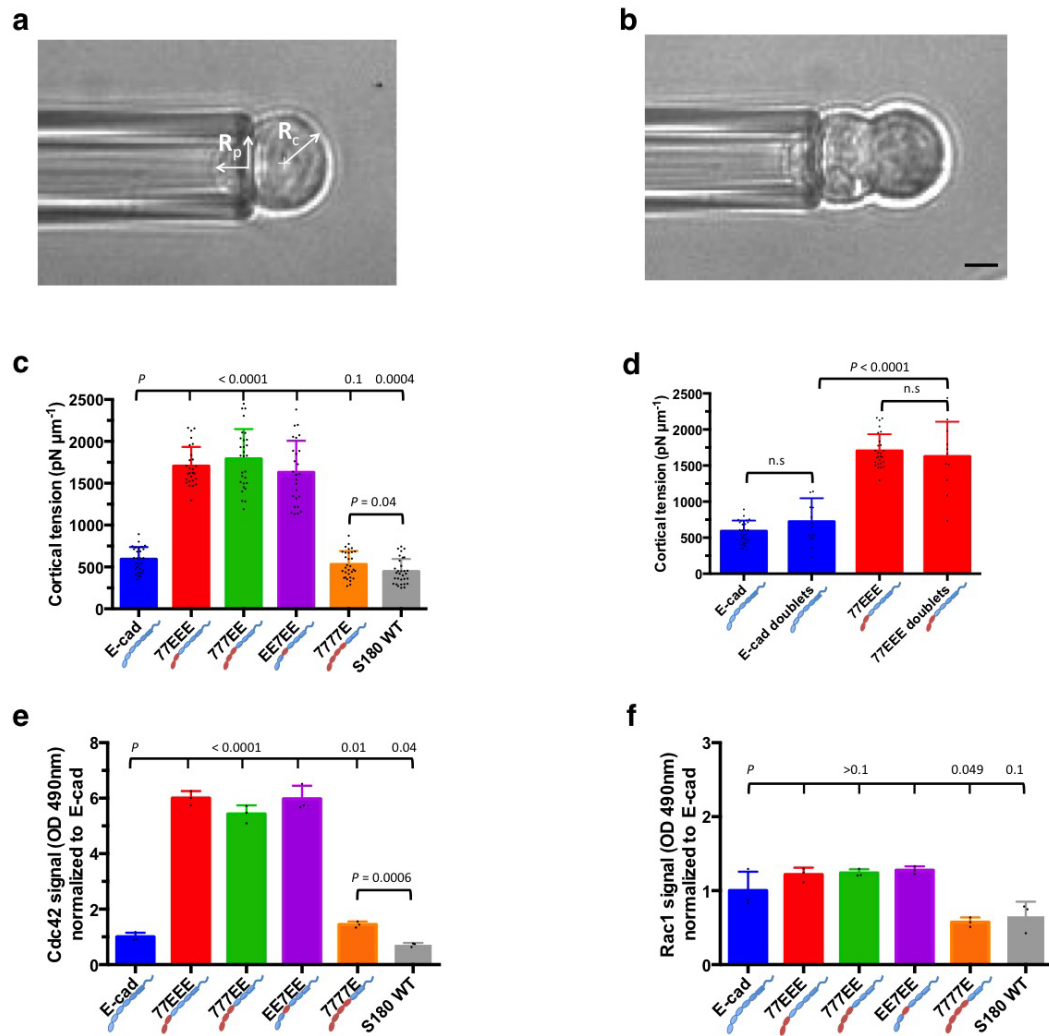 a
b
Rp
Rc
c
P < 0.0001 0.1 0.0004
P = 0.04
Cortical tension (pN µm⁻¹)
2500
2000
1500
1000
500
0
E-cad
77EEE
777EE
EE7EE
7777E
S180 WT
d
P < 0.0001
n.s
n.s
Cortical tension (pN µm⁻¹)
2500
2000
1500
1000
500
0
E-cad
E-cad doublets
77EEE
77EEE doublets
e
P < 0.0001 0.01 0.04
P = 0.0006
Cdc42 signal (OD 490nm)
normalized to E-cad
8
6
4
2
0
E-cad
77EEE
777EE
EE7EE
7777E
S180 WT
f
P >0.1 0.049 0.1
Rac1 signal (OD 490nm)
normalized to E-cad
3
2
1
0
E-cad
77EEE
777EE
EE7EE
7777E
S180 WT